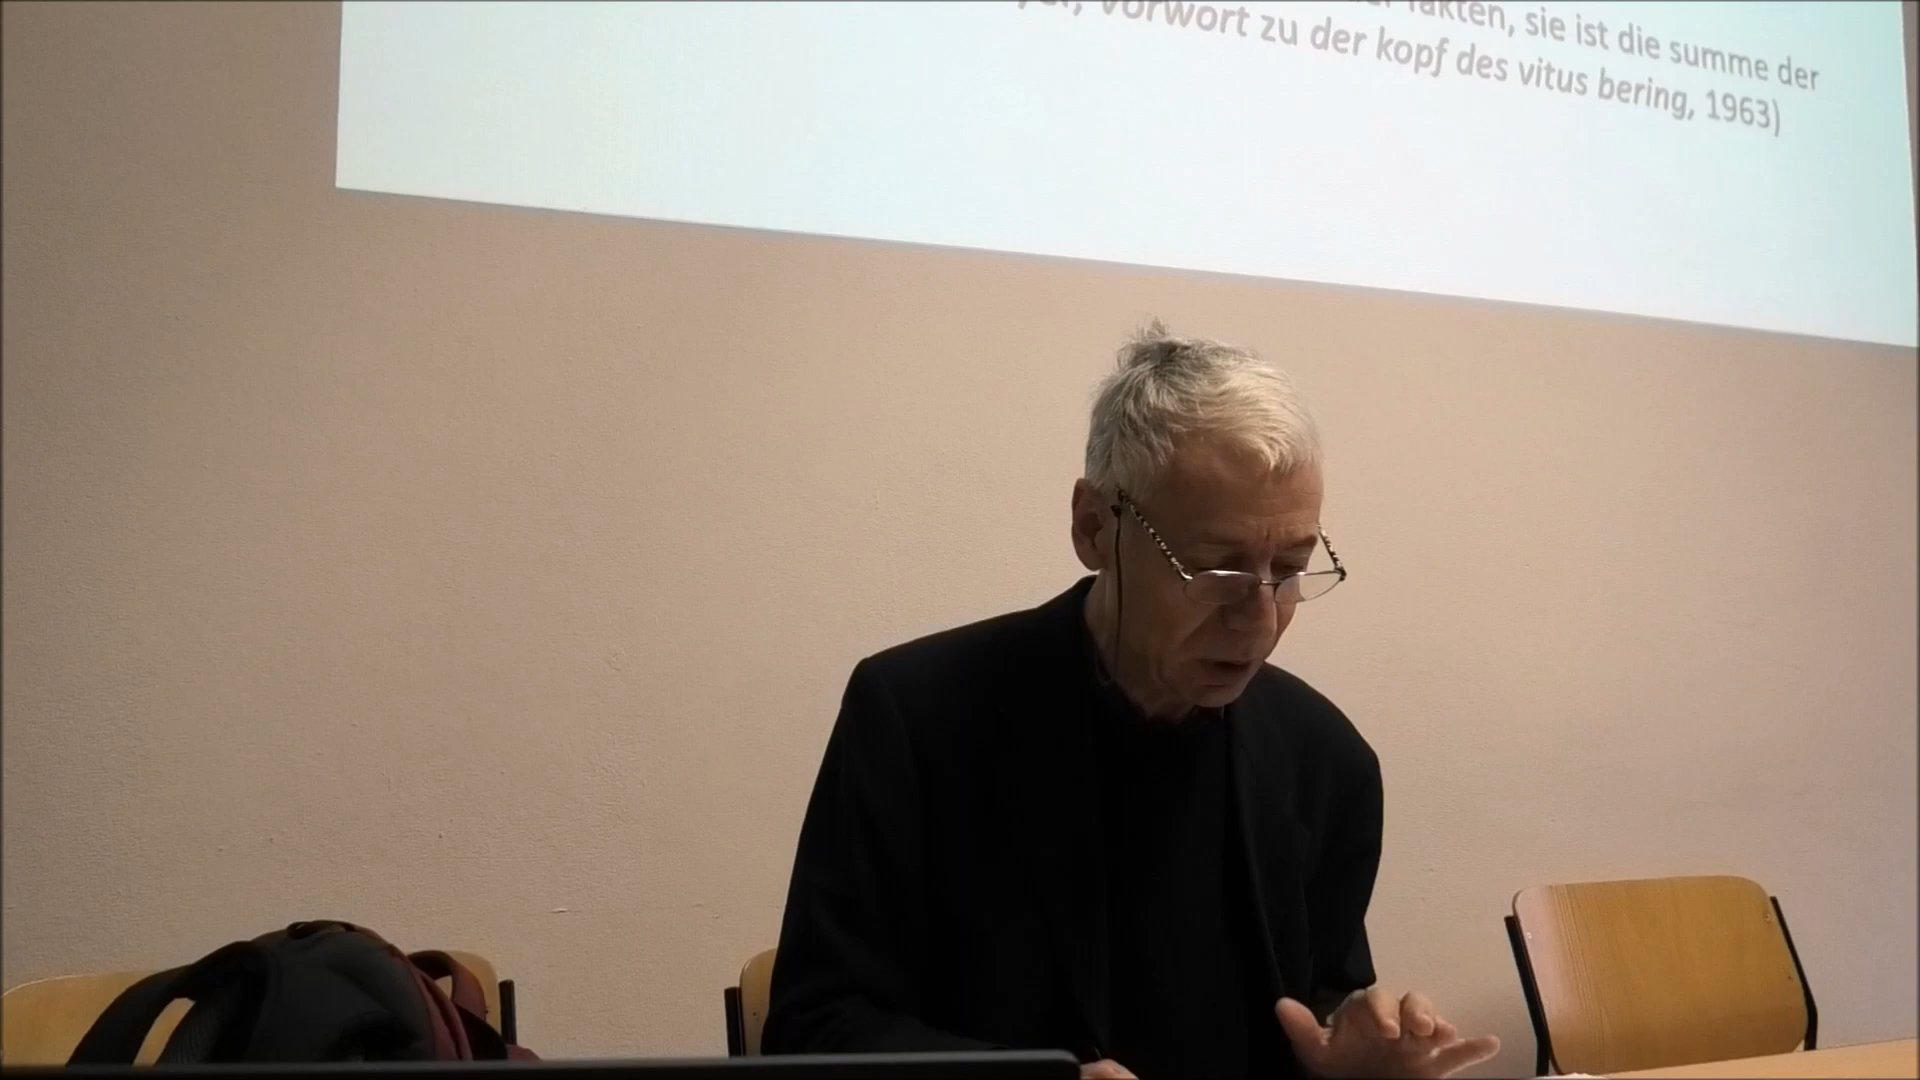 fakten, sie ist die summe der
vorwort zu der kopf des vitus bering, 1963)